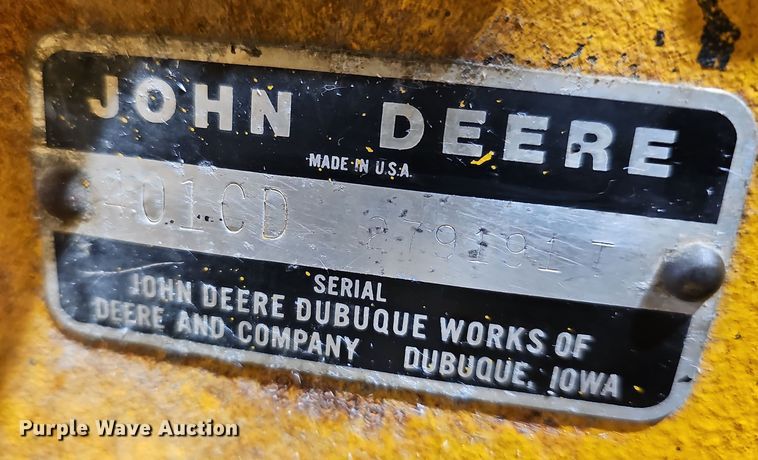 JOHN DEERE
MADE IN U.S.A.
401CD 279191T
SERIAL
JOHN DEERE DUBUQUE WORKS OF
DEERE AND COMPANY DUBUQUE, IOWA
Purple Wave Auction